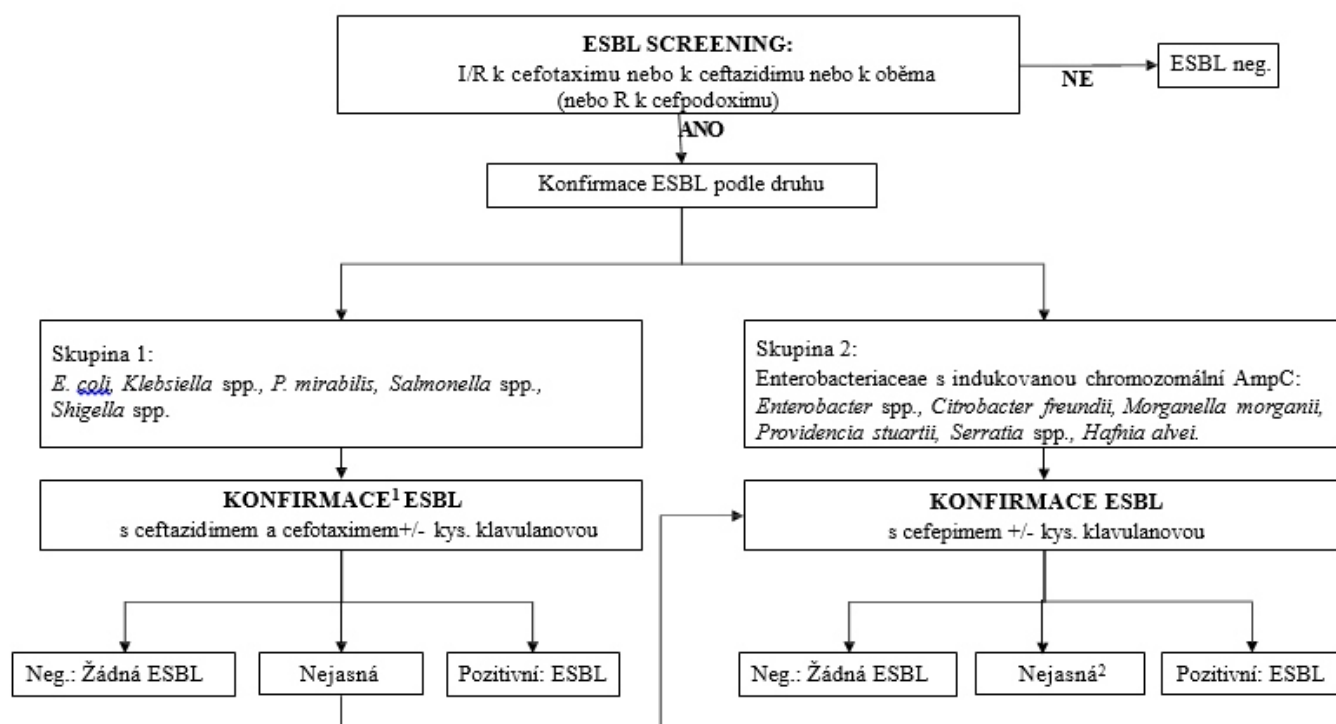 ESBL SCREENING:
I/R k cefotaximu nebo k ceftazidimu nebo k oběma
(nebo R k cefpodoximu)
NE
ESBL neg.
ANO
Konfirmace ESBL podle druhu
Skupina 1:
E. coli, Klebsiella spp., P. mirabilis, Salmonella spp.,
Shigella spp.
Skupina 2:
Enterobacteriaceae s indukovanou chromozomální AmpC:
Enterobacter spp., Citrobacter freundii, Morganella morganii,
Providencia stuartii, Serratia spp., Hafnia alvei.
KONFIRMACE¹ ESBL
s ceftazidimem a cefotaximem+/- kys. klavulanovou
KONFIRMACE ESBL
s cefepimem +/- kys. klavulanovou
Neg.: Žádná ESBL
Nejasná
Pozitivní: ESBL
Neg.: Žádná ESBL
Nejasná²
Pozitivní: ESBL